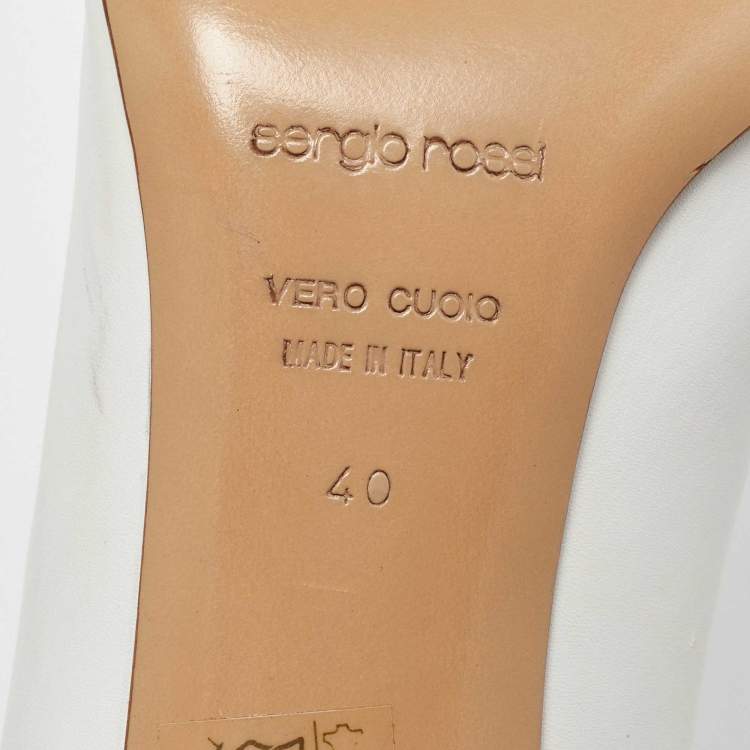 sergio rossi
VERO CUOIO
MADE IN ITALY
40